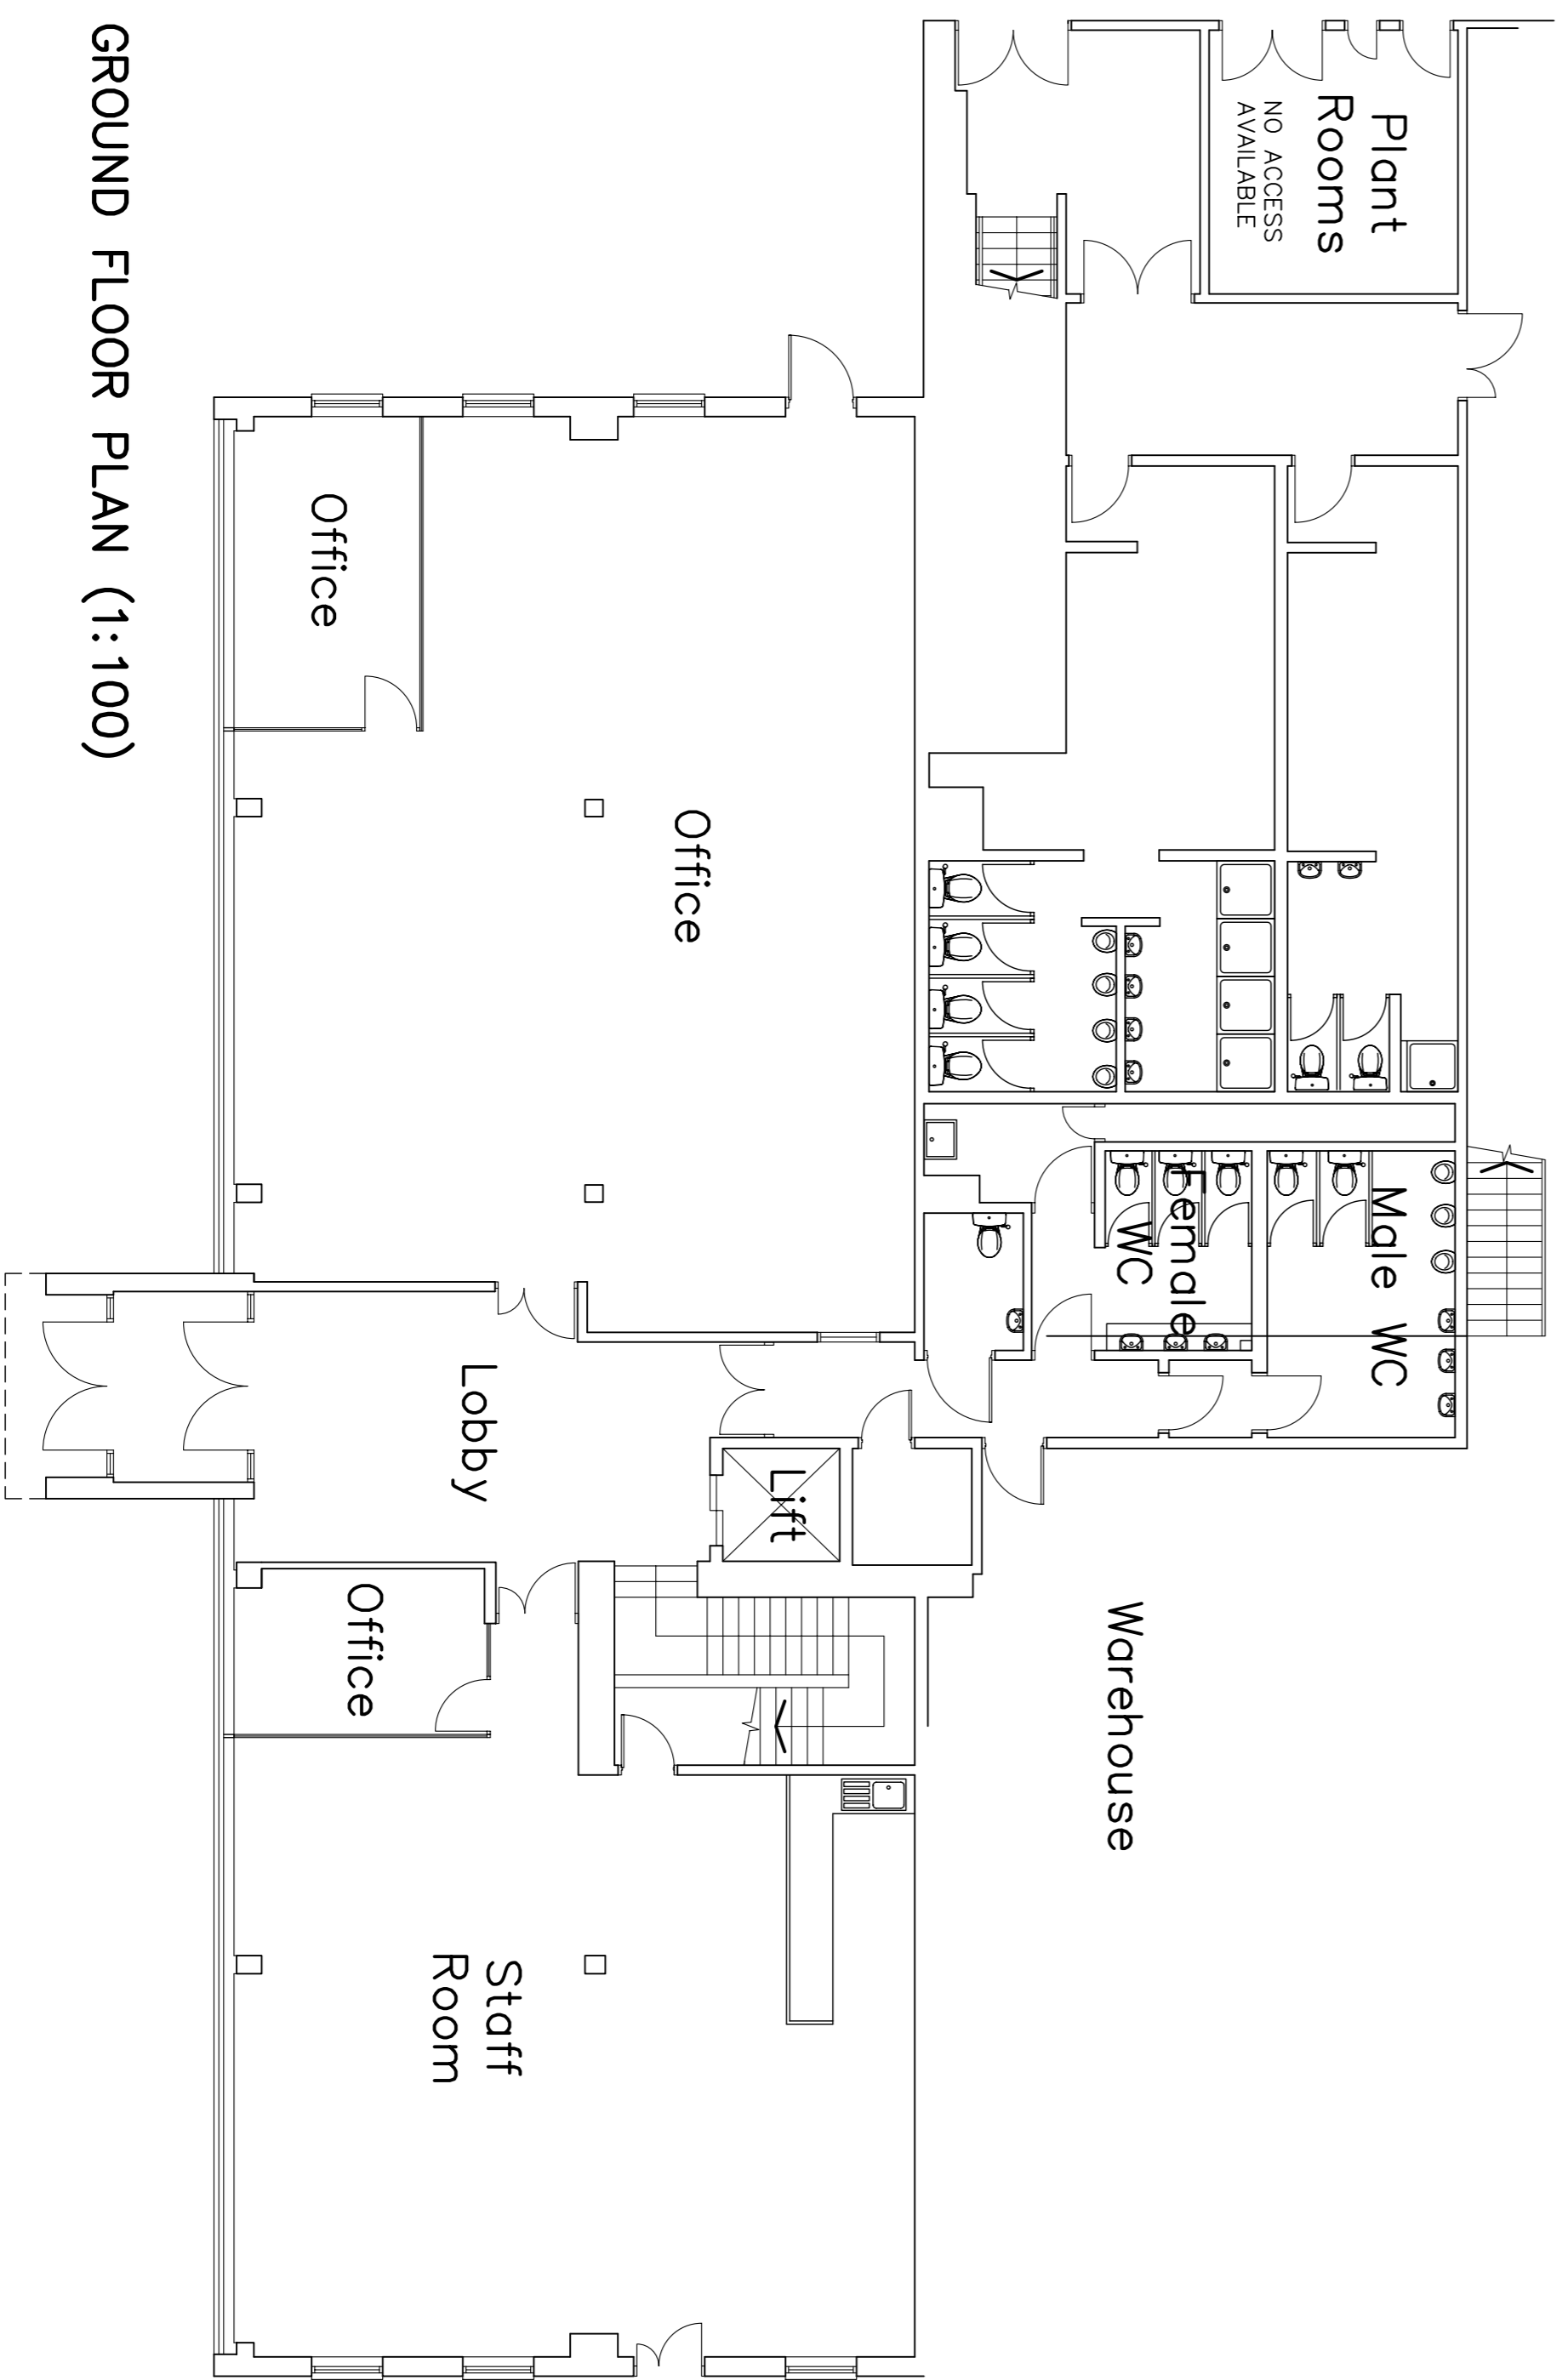 Plant
Rooms
NO ACCESS
AVAILABLE
Male WC
Female
WC
Warehouse
Office
Lift
Lobby
Staff
Room
Office
Office
GROUND FLOOR PLAN (1:100)